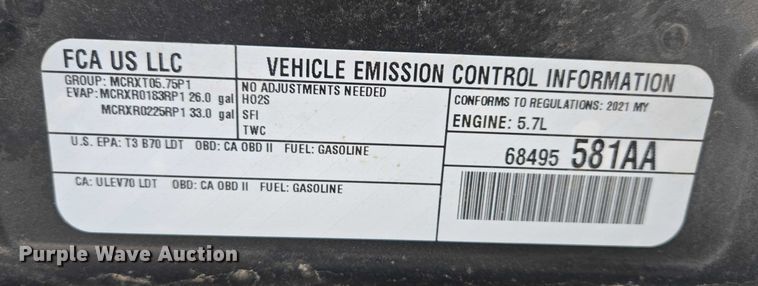 FCA US LLC
VEHICLE EMISSION CONTROL INFORMATION
GROUP: MCRXT05.75P1
EVAP: MCRXR0183RP1 26.0 gal
MCRXR0225RP1 33.0 gal
NO ADJUSTMENTS NEEDED
HO2S
SFI
TWC
CONFORMS TO REGULATIONS: 2021 MY
ENGINE: 5.7L
U.S. EPA: T3 B70 LDT OBD: CA OBD II FUEL: GASOLINE
68495 581AA
CA: ULEV70 LDT OBD: CA OBD II FUEL: GASOLINE
Purple Wave Auction